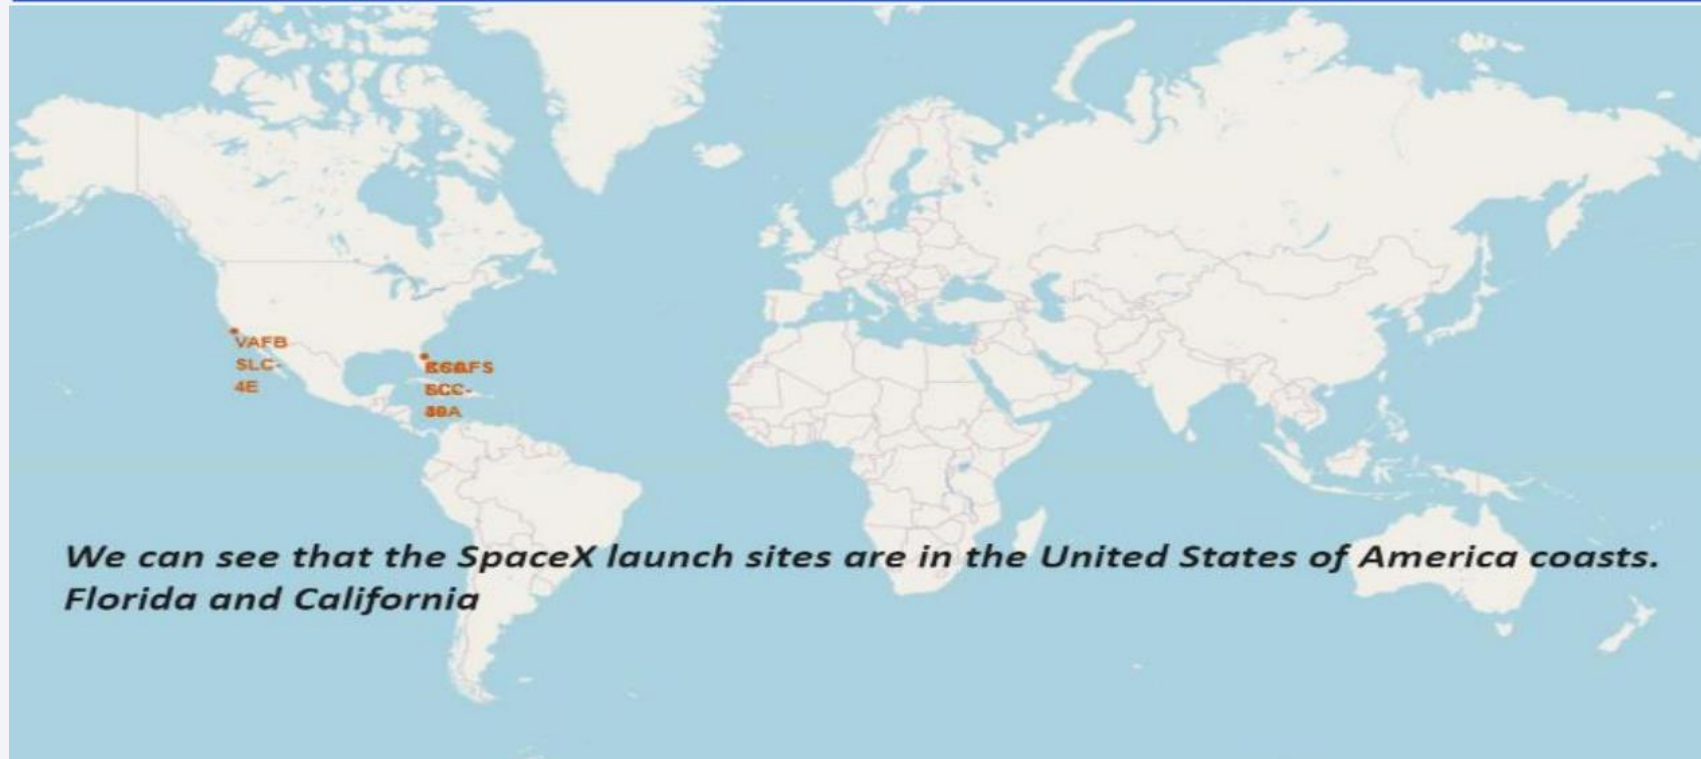 VAFB
SLC-
4E
We can see that the SpaceX launch sites are in the United States of America coasts.
Florida and California